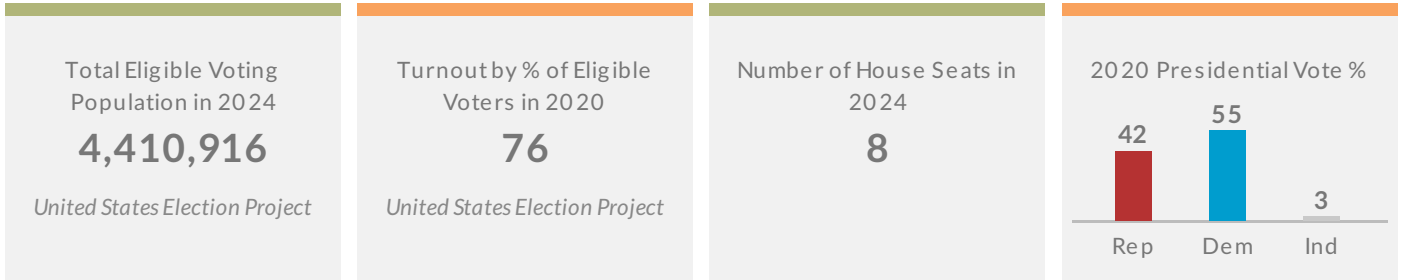 Total Eligible Voting
Population in 2024
4,410,916
United States Election Project
Turnout by % of Eligible
Voters in 2020
76
United States Election Project
Number of House Seats in
2024
8
2020 Presidential Vote %
42
55
3
Rep
Dem
Ind